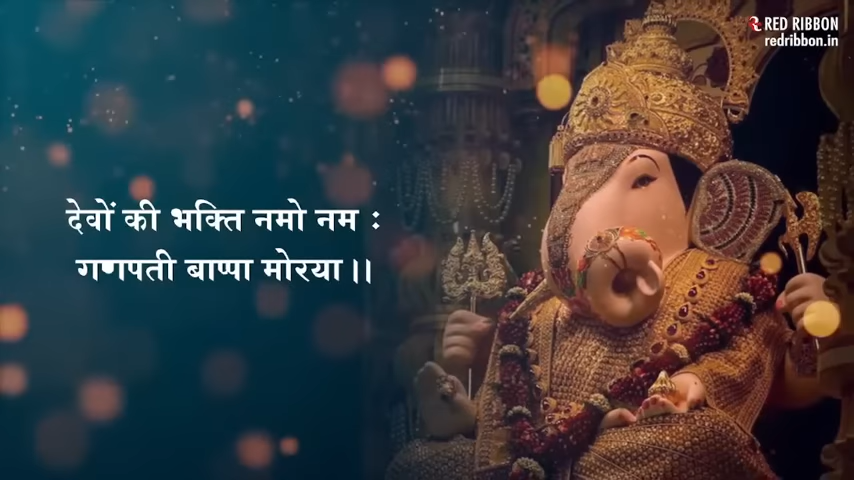 RED RIBBON
redribbon.in
देवों की भक्ति नमो नम :
गणपती बाप्पा मोरया।।